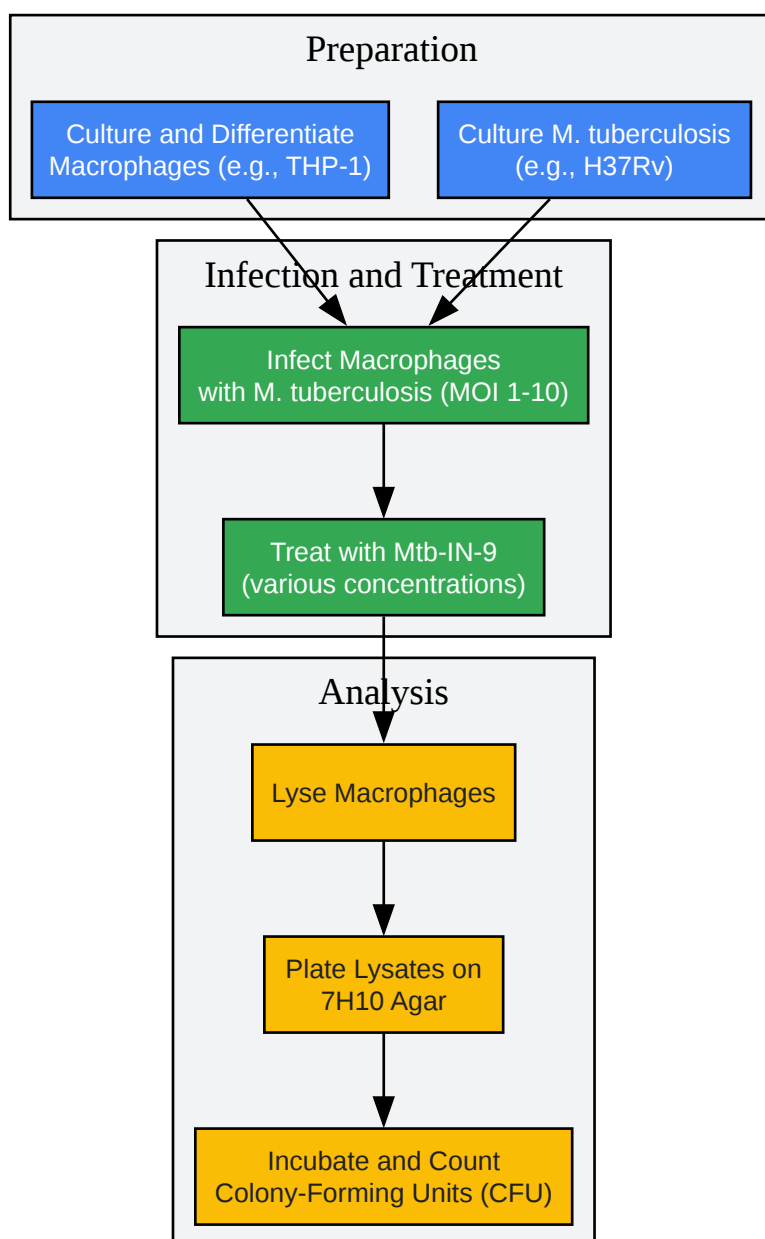 Preparation
Culture and Differentiate
Macrophages (e.g., THP-1)
Culture M. tuberculosis
(e.g., H37Rv)
Infection and Treatment
Infect Macrophages
with M. tuberculosis (MOI 1-10)
Treat with Mtb-IN-9
(various concentrations)
Analysis
Lyse Macrophages
Plate Lysates on
7H10 Agar
Incubate and Count
Colony-Forming Units (CFU)